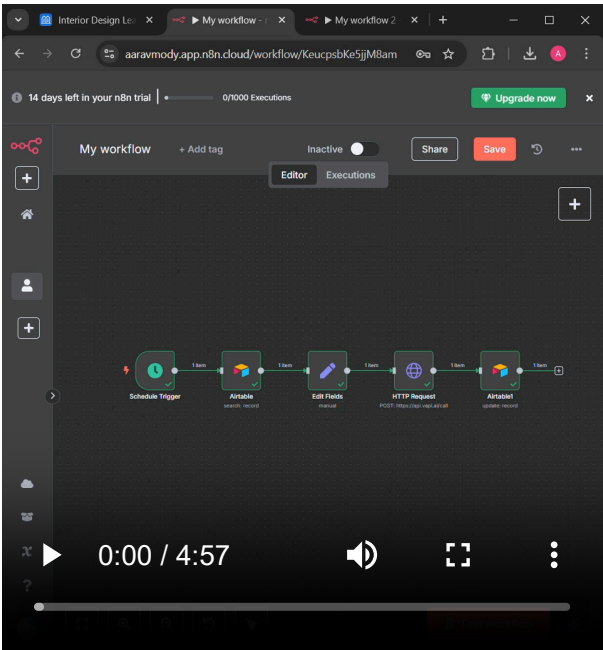 Interior Design Lea
My workflow -
My workflow 2
aaravmody.app.n8n.cloud/workflow/KeucpsbKe5jjM8am
A
14 days left in your n8n trial
0/1000 Executions
Upgrade now
My workflow
+ Add tag
Inactive
Share
Save
Editor
Executions
1 item
1 item
1 item
1 item
1 item
Schedule Trigger
Airtable
search: record
Edit Fields
manual
HTTP Request
POST: https://api.vapi.ai/call
Airtable1
update: record
0:00 / 4:57